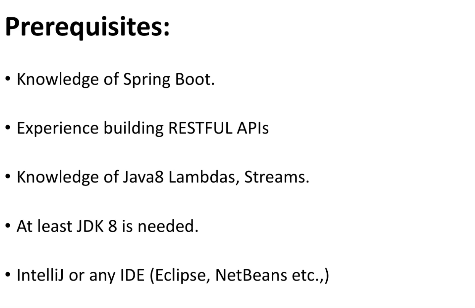 Prerequisites:
• Knowledge of Spring Boot.
• Experience building RESTFUL APIs
• Knowledge of Java8 Lambdas, Streams.
• At least JDK 8 is needed.
• IntelliJ or any IDE (Eclipse, NetBeans etc.,)